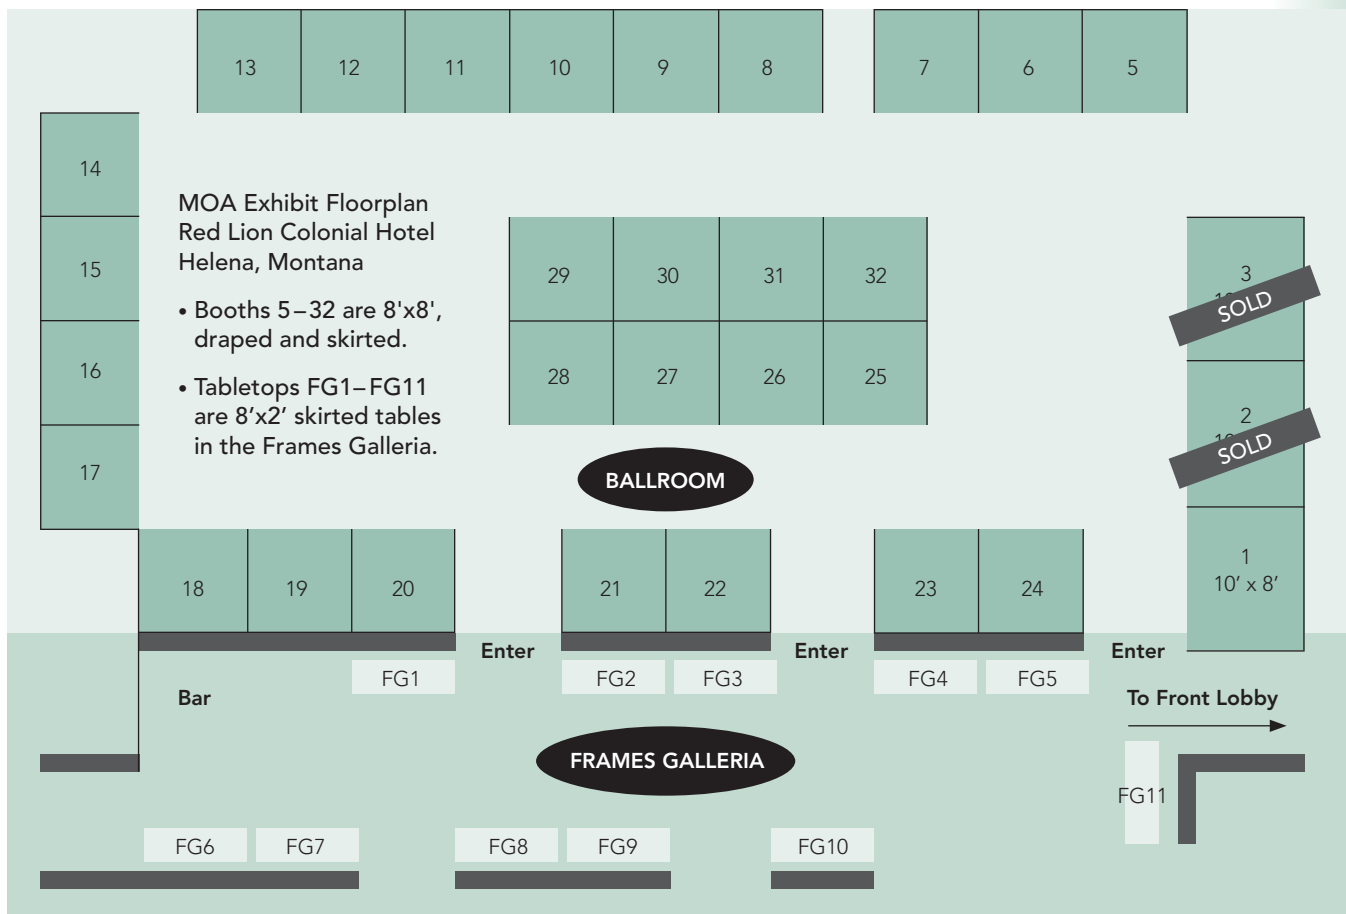 13 12 11 10 9 8 7 6 5
14
15
16
17
MOA Exhibit Floorplan
Red Lion Colonial Hotel
Helena, Montana
• Booths 5–32 are 8'x8',
draped and skirted.
• Tabletops FG1–FG11
are 8’x2’ skirted tables
in the Frames Galleria.
29 30 31 32
28 27 26 25
3
SOLD
2
SOLD
1
10’ x 8’
BALLROOM
18 19 20 21 22 23 24
Enter Enter Enter
FG1 FG2 FG3 FG4 FG5
Bar
To Front Lobby
FRAMES GALLERIA
FG11
FG6 FG7 FG8 FG9 FG10